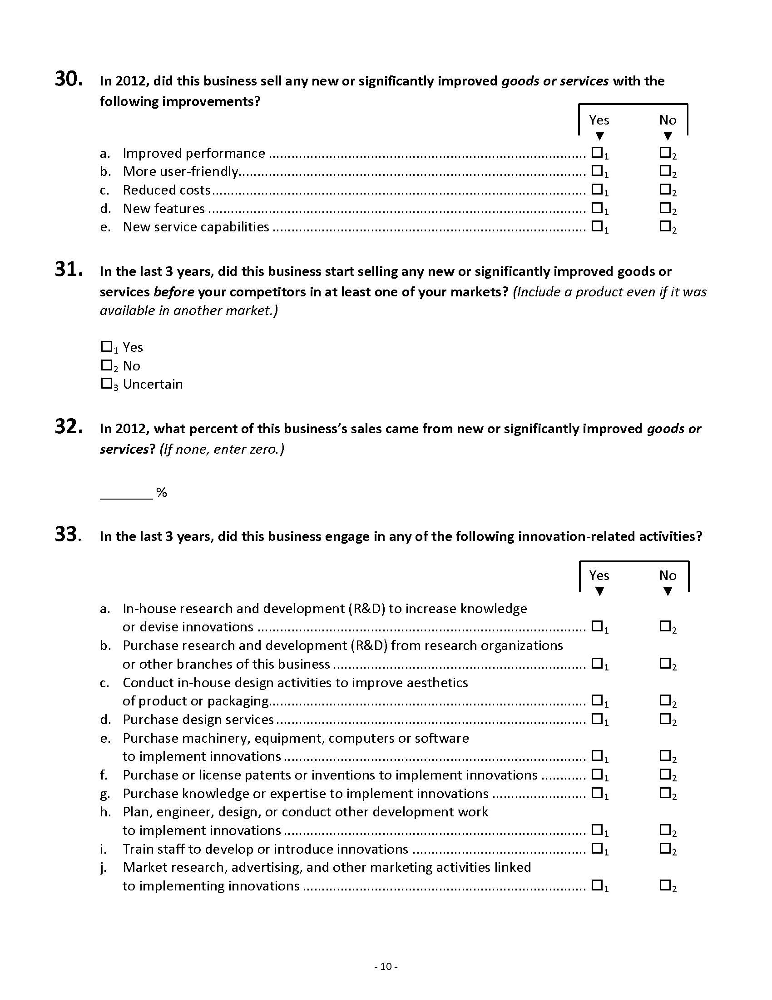 30. In 2012, did this business sell any new or significantly improved goods or services with the
following improvements?
Yes No
▼ ▼
a. Improved performance .................... □1 □2
b. More user-friendly.................... □1 □2
c. Reduced costs.................... □1 □2
d. New features .................... □1 □2
e. New service capabilities .................... □1 □2
31. In the last 3 years, did this business start selling any new or significantly improved goods or
services before your competitors in at least one of your markets? (Include a product even if it was
available in another market.)
□1 Yes
□2 No
□3 Uncertain
32. In 2012, what percent of this business’s sales came from new or significantly improved goods or
services? (If none, enter zero.)
_______ %
33. In the last 3 years, did this business engage in any of the following innovation-related activities?
Yes No
▼ ▼
a. In-house research and development (R&D) to increase knowledge
or devise innovations .................... □1 □2
b. Purchase research and development (R&D) from research organizations
or other branches of this business .................... □1 □2
c. Conduct in-house design activities to improve aesthetics
of product or packaging.................... □1 □2
d. Purchase design services.................... □1 □2
e. Purchase machinery, equipment, computers or software
to implement innovations .................... □1 □2
f. Purchase or license patents or inventions to implement innovations ............ □1 □2
g. Purchase knowledge or expertise to implement innovations .................... □1 □2
h. Plan, engineer, design, or conduct other development work
to implement innovations .................... □1 □2
i. Train staff to develop or introduce innovations .................... □1 □2
j. Market research, advertising, and other marketing activities linked
to implementing innovations .................... □1 □2
- 10 -